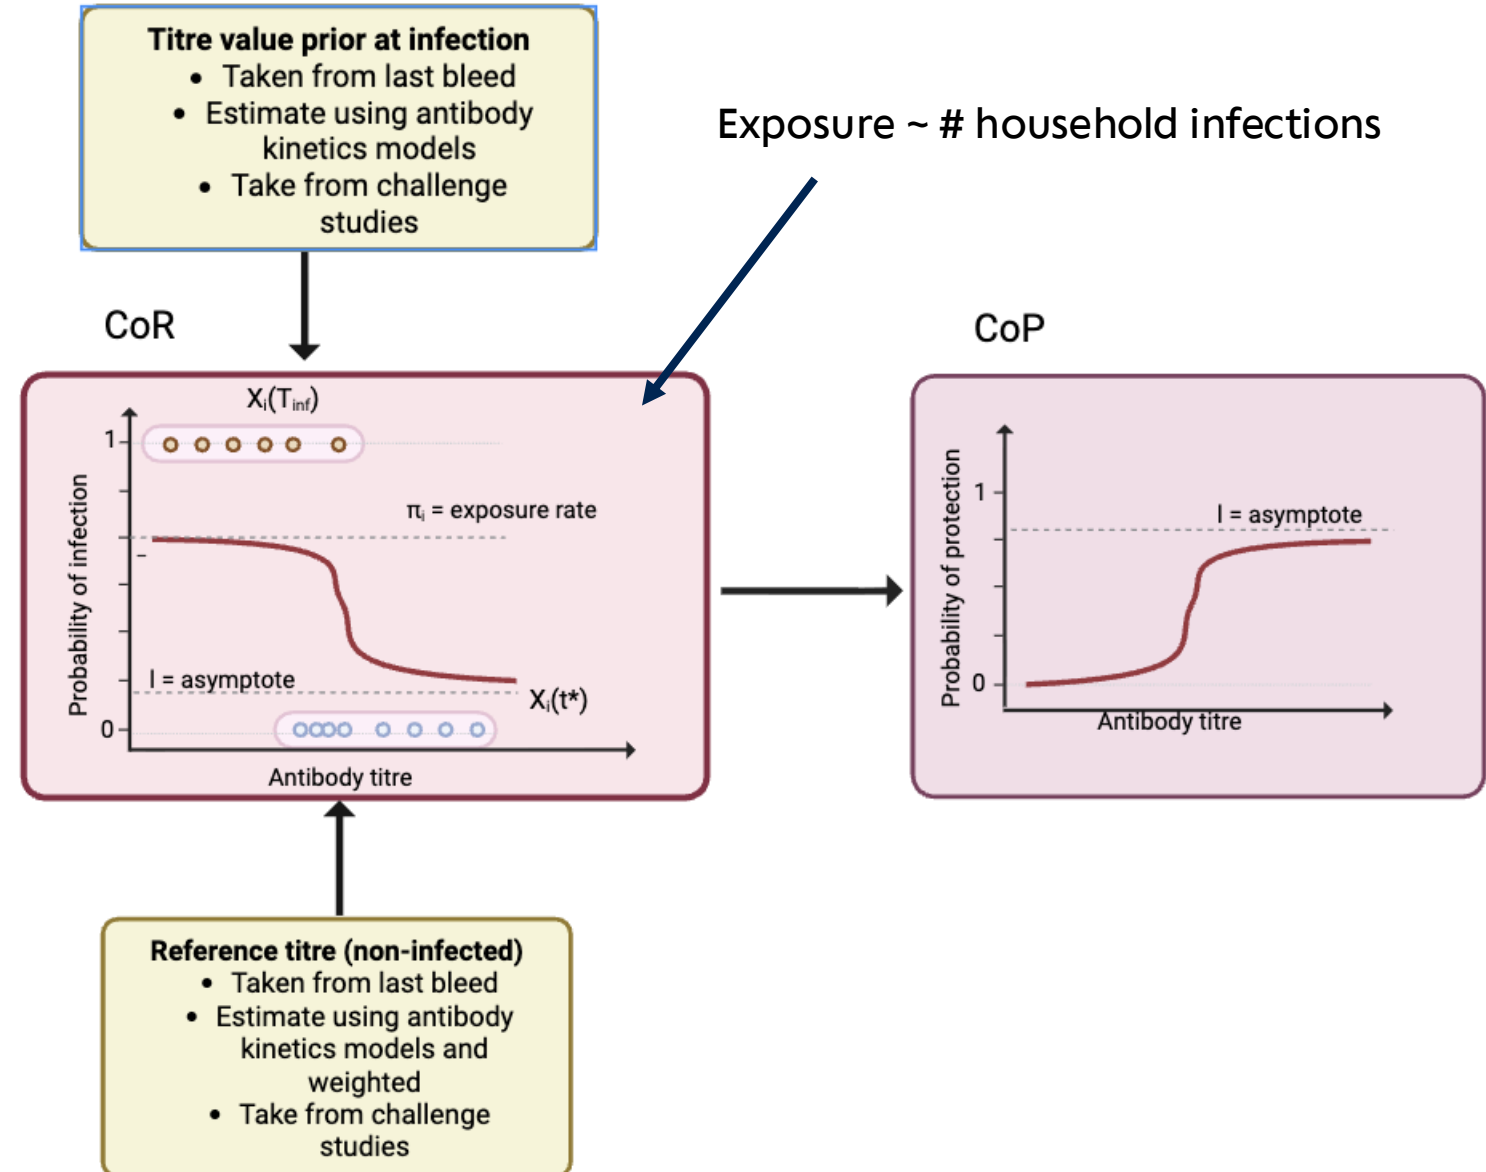 Titre value prior at infection
• Taken from last bleed
• Estimate using antibody
kinetics models
• Take from challenge
studies
Exposure ~ # household infections
CoR
Xᵢ(Tᵢₙf)
1
πᵢ = exposure rate
Probability of infection
–
l = asymptote
Xᵢ(t*)
0
Antibody titre
CoP
1
l = asymptote
Probability of protection
0
Antibody titre
Reference titre (non-infected)
• Taken from last bleed
• Estimate using antibody
kinetics models and
weighted
• Take from challenge
studies